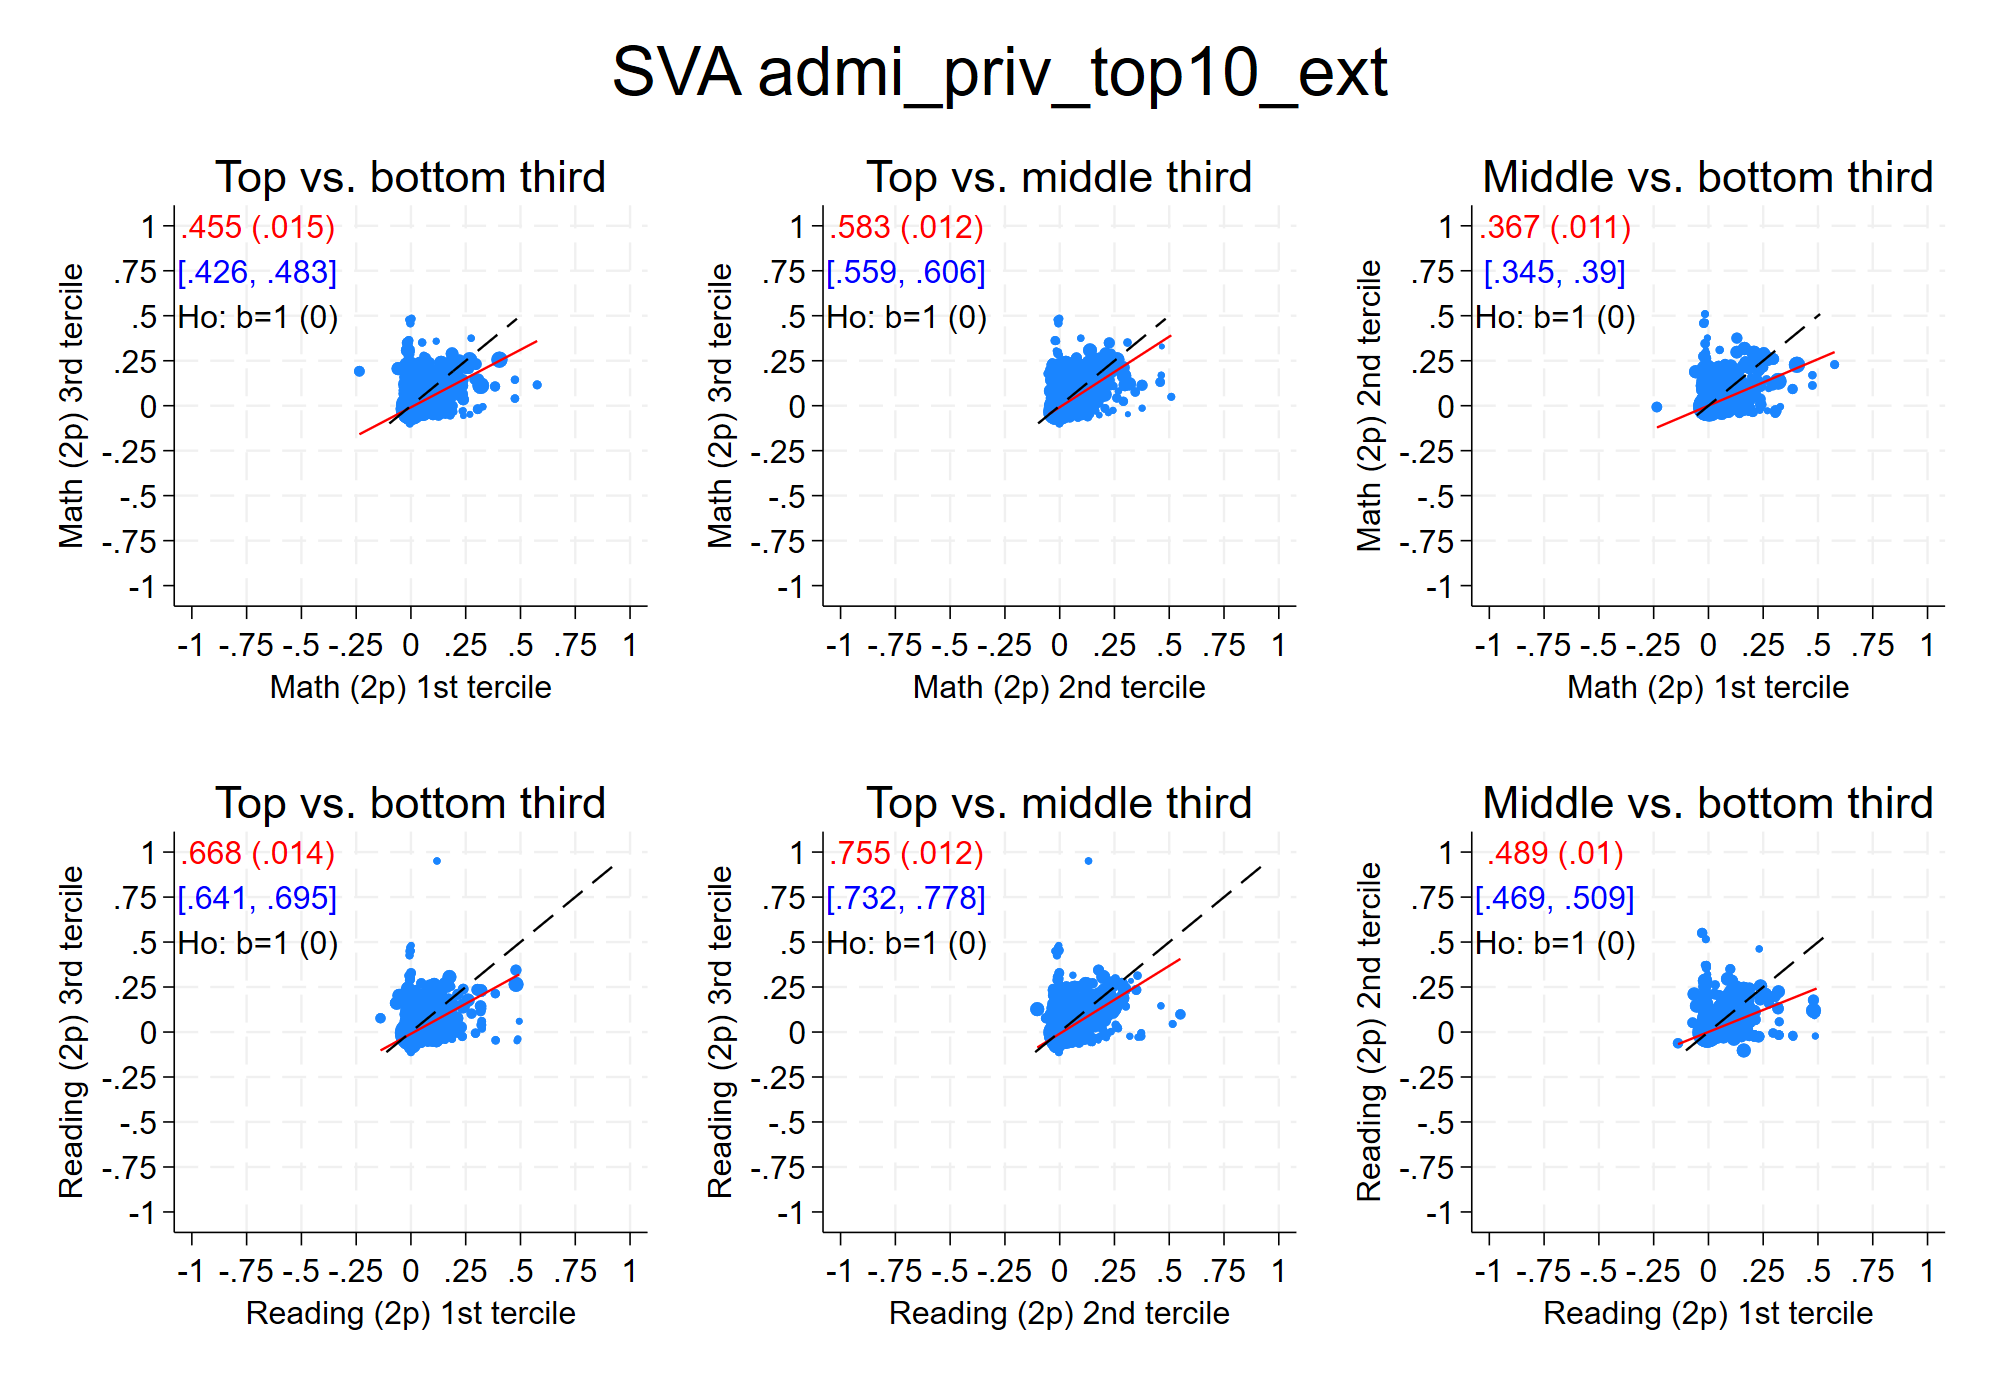 SVA admi_priv_top10_ext
Top vs. bottom third
.455 (.015)
[.426, .483]
Ho: b=1 (0)
1
.75
.5
.25
0
-.25
-.5
-.75
-1
Math (2p) 3rd tercile
-1 -.75 -.5 -.25 0 .25 .5 .75 1
Math (2p) 1st tercile
Top vs. middle third
.583 (.012)
[.559, .606]
Ho: b=1 (0)
1
.75
.5
.25
0
-.25
-.5
-.75
-1
Math (2p) 3rd tercile
-1 -.75 -.5 -.25 0 .25 .5 .75 1
Math (2p) 2nd tercile
Middle vs. bottom third
.367 (.011)
[.345, .39]
Ho: b=1 (0)
1
.75
.5
.25
0
-.25
-.5
-.75
-1
Math (2p) 2nd tercile
-1 -.75 -.5 -.25 0 .25 .5 .75 1
Math (2p) 1st tercile
Top vs. bottom third
.668 (.014)
[.641, .695]
Ho: b=1 (0)
1
.75
.5
.25
0
-.25
-.5
-.75
-1
Reading (2p) 3rd tercile
-1 -.75 -.5 -.25 0 .25 .5 .75 1
Reading (2p) 1st tercile
Top vs. middle third
.755 (.012)
[.732, .778]
Ho: b=1 (0)
1
.75
.5
.25
0
-.25
-.5
-.75
-1
Reading (2p) 3rd tercile
-1 -.75 -.5 -.25 0 .25 .5 .75 1
Reading (2p) 2nd tercile
Middle vs. bottom third
.489 (.01)
[.469, .509]
Ho: b=1 (0)
1
.75
.5
.25
0
-.25
-.5
-.75
-1
Reading (2p) 2nd tercile
-1 -.75 -.5 -.25 0 .25 .5 .75 1
Reading (2p) 1st tercile